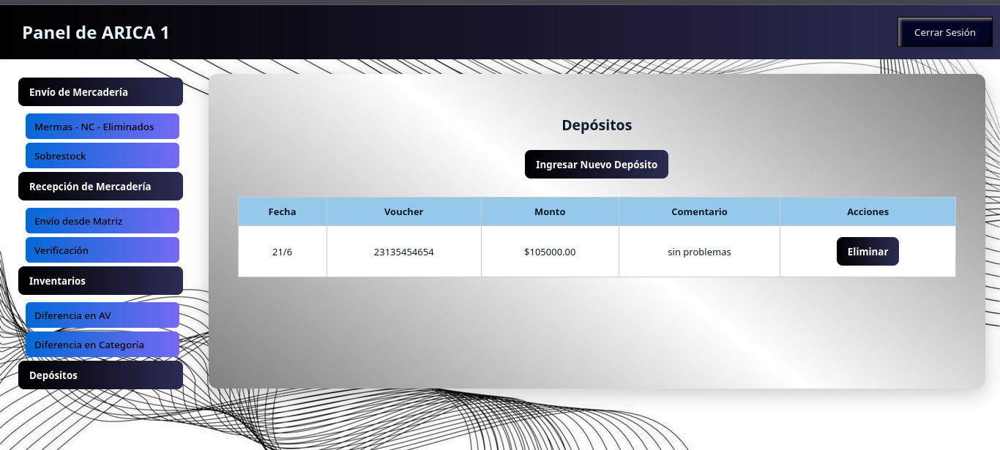 Panel de ARICA 1
Cerrar Sesión
Envío de Mercadería
Mermas - NC - Eliminados
Sobrestock
Recepción de Mercadería
Envío desde Matriz
Verificación
Inventarios
Diferencia en AV
Diferencia en Categoría
Depósitos
Depósitos
Ingresar Nuevo Depósito
Fecha Voucher Monto Comentario Acciones
21/6 23135454654 $105000.00 sin problemas Eliminar